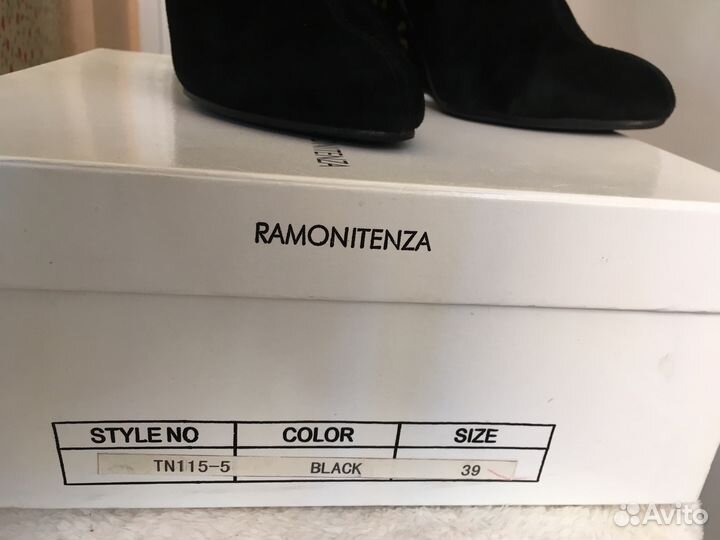 RAMONITENZA
STYLE NO COLOR SIZE
TN115-5 BLACK 39
Avito